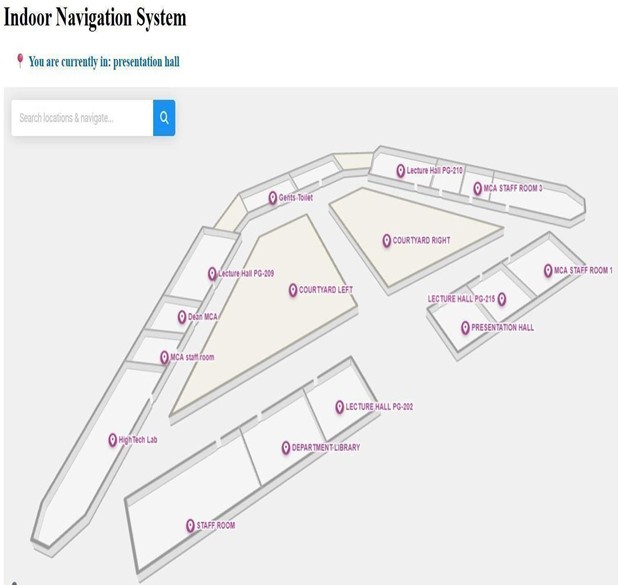 Indoor Navigation System
You are currently in: presentation hall
Search locations & navigate...
Lecture Hall PG-210
MCA STAFF ROOM 2
Gents Toilet
COURTYARD RIGHT
Lecture Hall PG-209
MCA STAFF ROOM 1
COURTYARD LEFT
LECTURE HALL PG-215
Dean MCA
PRESENTATION HALL
MCA staff room
LECTURE HALL PG-202
HighTech Lab
DEPARTMENT LIBRARY
STAFF ROOM